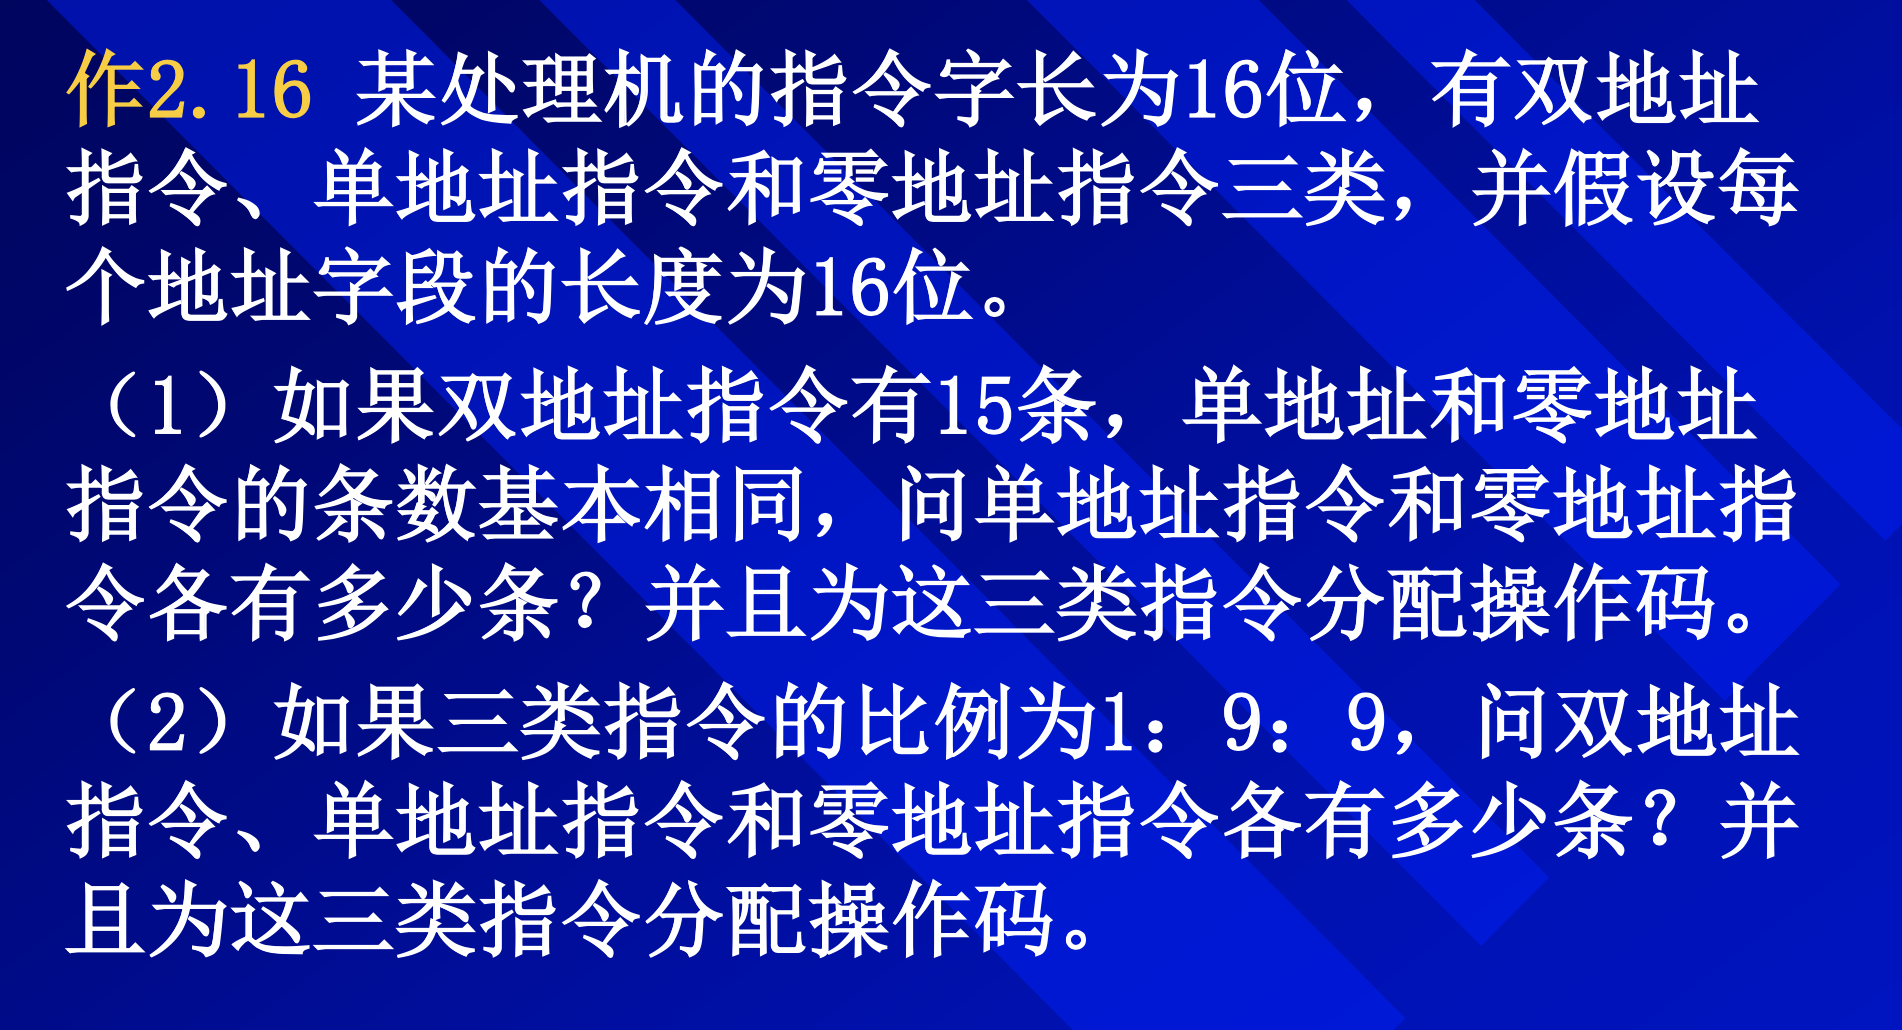 作2.16 某处理机的指令字长为16位，有双地址
指令、单地址指令和零地址指令三类，并假设每
个地址字段的长度为16位。
（1）如果双地址指令有15条，单地址和零地址
指令的条数基本相同，问单地址指令和零地址指
令各有多少条？并且为这三类指令分配操作码。
（2）如果三类指令的比例为1：9：9，问双地址
指令、单地址指令和零地址指令各有多少条？并
且为这三类指令分配操作码。